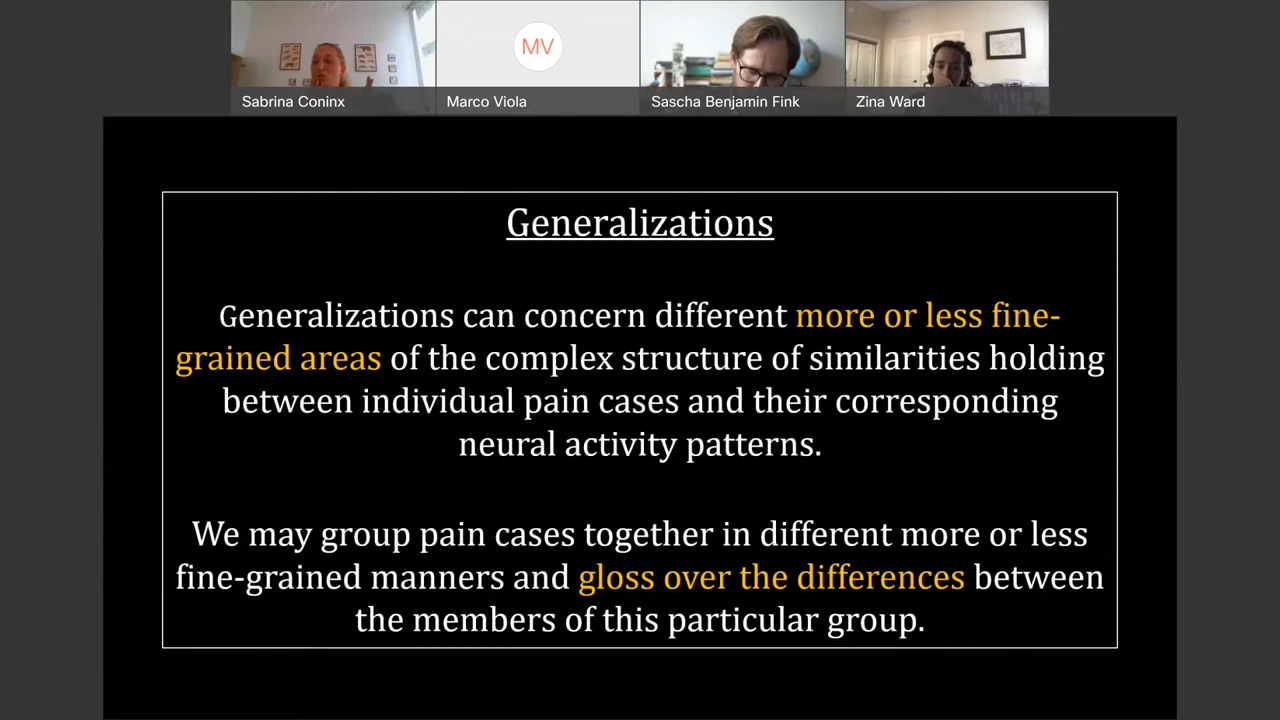 MV
Sabrina Coninx
Marco Viola
Sascha Benjamin Fink
Zina Ward
Generalizations
Generalizations can concern different more or less fine-
grained areas of the complex structure of similarities holding
between individual pain cases and their corresponding
neural activity patterns.
We may group pain cases together in different more or less
fine-grained manners and gloss over the differences between
the members of this particular group.